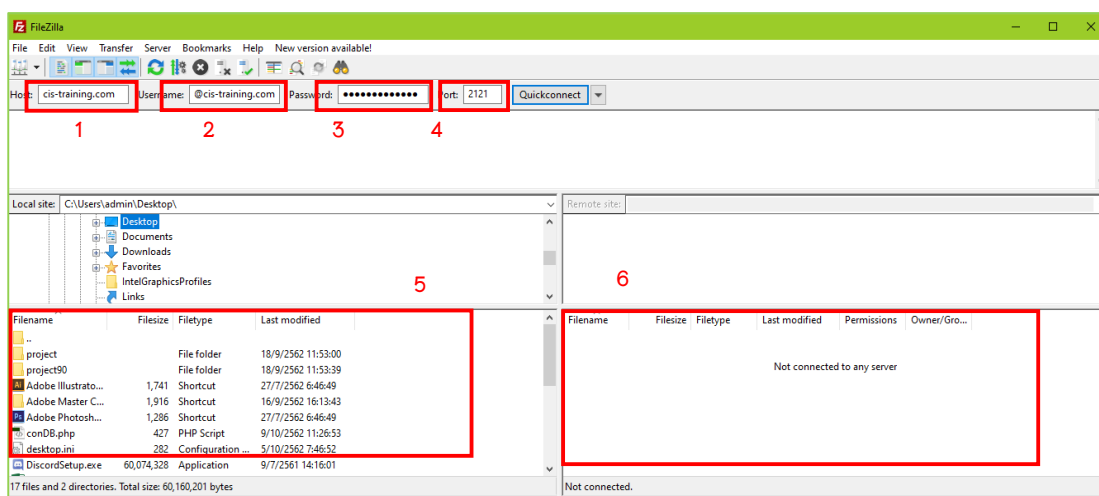 FileZilla
File Edit View Transfer Server Bookmarks Help New version available!
Host: cis-training.com Username: @cis-training.com Password: ●●●●●●●●●●●●● Port: 2121 Quickconnect
1 2 3 4
Local site: C:\Users\admin\Desktop\ Remote site:
Desktop
Documents
Downloads
Favorites
IntelGraphicsProfiles
Links
5 6
Filename Filesize Filetype Last modified
..
project File folder 18/9/2562 11:53:00
project90 File folder 18/9/2562 11:53:39
Ai Adobe Illustrato... 1,741 Shortcut 27/7/2562 6:46:49
Adobe Master C... 1,916 Shortcut 16/9/2562 16:13:43
Ps Adobe Photosh... 1,286 Shortcut 27/7/2562 6:46:49
conDB.php 427 PHP Script 9/10/2562 11:26:53
desktop.ini 282 Configuration ... 5/10/2562 7:46:52
DiscordSetup.exe 60,074,328 Application 9/7/2561 14:16:01
17 files and 2 directories. Total size: 60,160,201 bytes
Filename Filesize Filetype Last modified Permissions Owner/Gro...
Not connected to any server
Not connected.